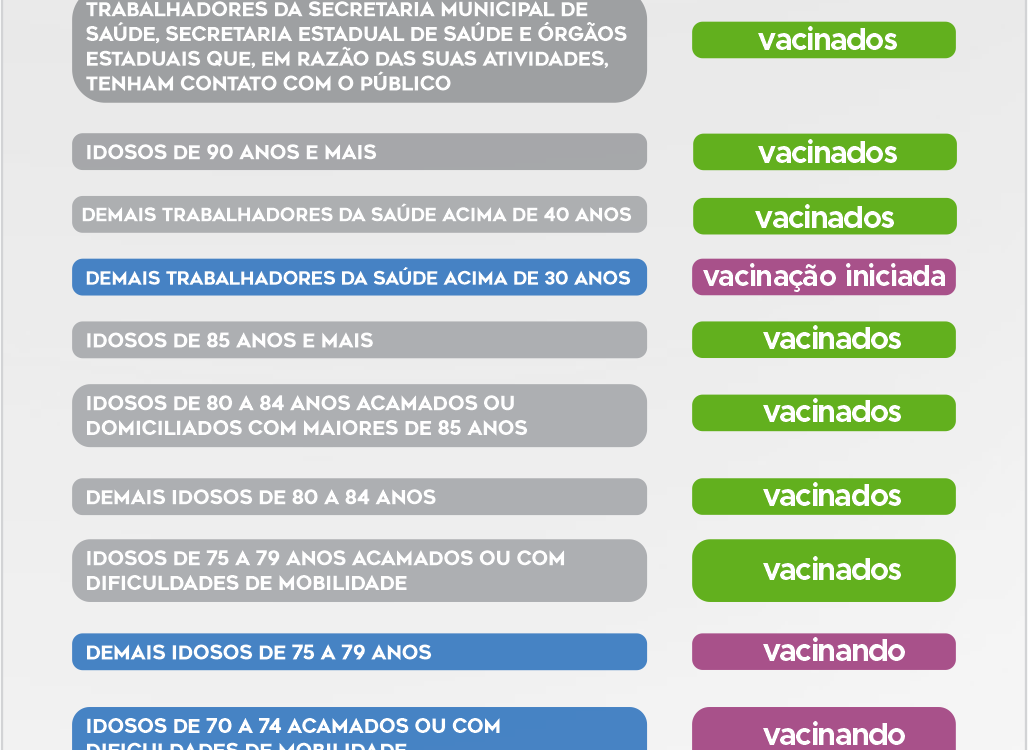 TRABALHADORES DA SECRETARIA MUNICIPAL DE
SAÚDE, SECRETARIA ESTADUAL DE SAÚDE E ÓRGÃOS
ESTADUAIS QUE, EM RAZÃO DAS SUAS ATIVIDADES,
TENHAM CONTATO COM O PÚBLICO
vacinados
IDOSOS DE 90 ANOS E MAIS
vacinados
DEMAIS TRABALHADORES DA SAÚDE ACIMA DE 40 ANOS
vacinados
DEMAIS TRABALHADORES DA SAÚDE ACIMA DE 30 ANOS
vacinação iniciada
IDOSOS DE 85 ANOS E MAIS
vacinados
IDOSOS DE 80 A 84 ANOS ACAMADOS OU
DOMICILIADOS COM MAIORES DE 85 ANOS
vacinados
DEMAIS IDOSOS DE 80 A 84 ANOS
vacinados
IDOSOS DE 75 A 79 ANOS ACAMADOS OU COM
DIFICULDADES DE MOBILIDADE
vacinados
DEMAIS IDOSOS DE 75 A 79 ANOS
vacinando
IDOSOS DE 70 A 74 ACAMADOS OU COM
DIFICULDADES DE MOBILIDADE
vacinando